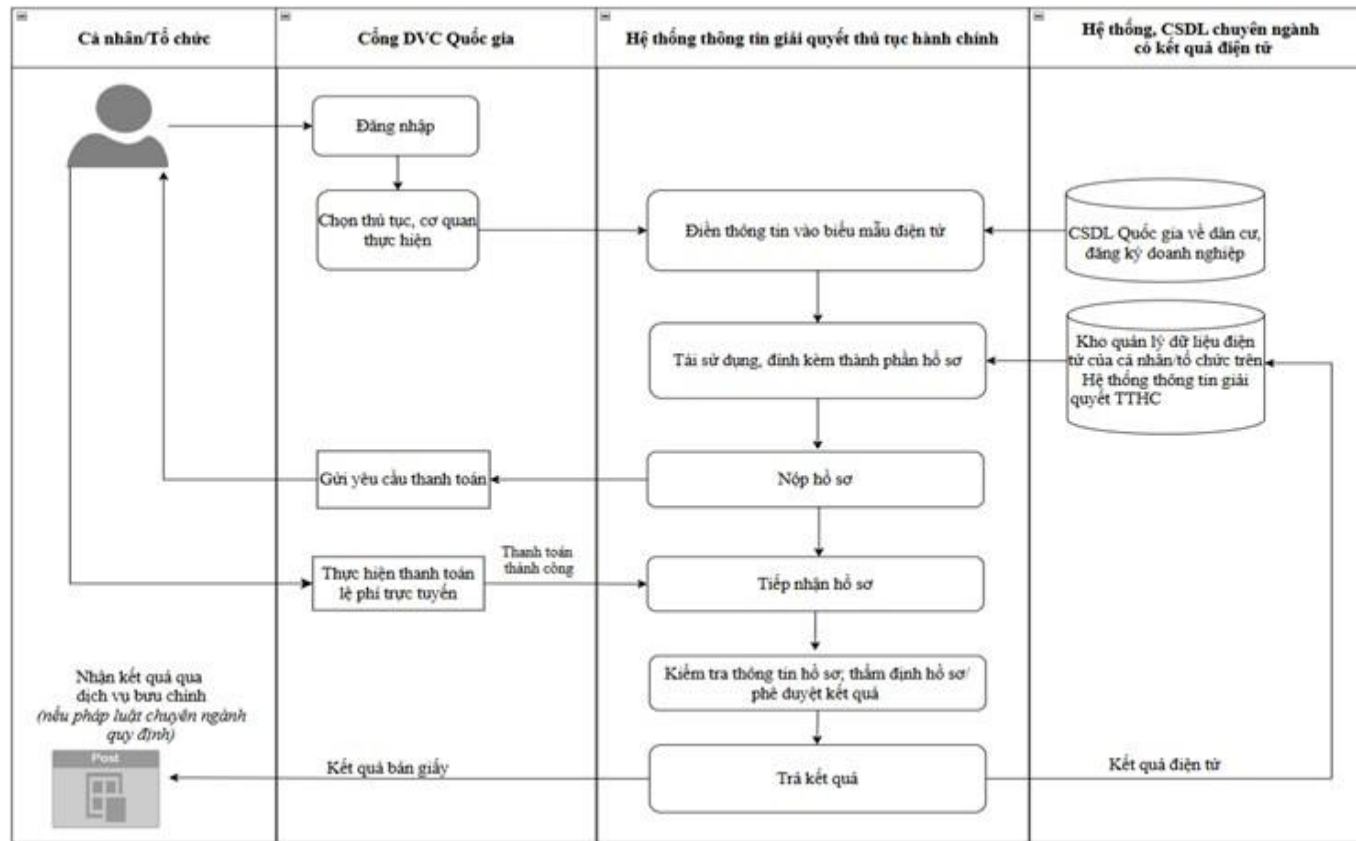 Cá nhân/Tổ chức
Cổng DVC Quốc gia
Hệ thống thông tin giải quyết thủ tục hành chính
Hệ thống, CSDL chuyên ngành
có kết quả điện tử
Đăng nhập
Chọn thủ tục, cơ quan
thực hiện
Điền thông tin vào biểu mẫu điện tử
CSDL Quốc gia về dân cư,
đăng ký doanh nghiệp
Tái sử dụng, đính kèm thành phần hồ sơ
Kho quản lý dữ liệu điện
tử của cá nhân/tổ chức trên
Hệ thống thông tin giải
quyết TTHC
Gửi yêu cầu thanh toán
Nộp hồ sơ
Thực hiện thanh toán
lệ phí trực tuyến
Thanh toán
thành công
Tiếp nhận hồ sơ
Kiểm tra thông tin hồ sơ; thẩm định hồ sơ/
phê duyệt kết quả
Nhận kết quả qua
dịch vụ bưu chính
(nếu pháp luật chuyên ngành
quy định)
Post
Kết quả bản giấy
Trả kết quả
Kết quả điện tử